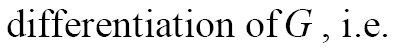 differentiation of G , i.e.